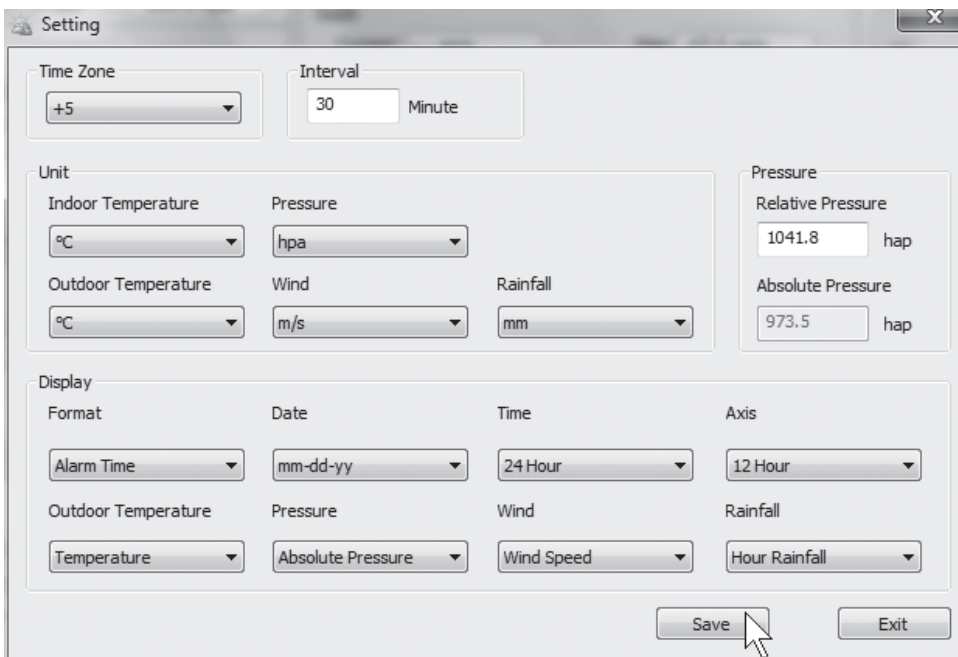 Setting
Time Zone
+5
Interval
30 Minute
Unit
Indoor Temperature Pressure
ºC hpa
Outdoor Temperature Wind Rainfall
ºC m/s mm
Pressure
Relative Pressure
1041.8 hap
Absolute Pressure
973.5 hap
Display
Format Date Time Axis
Alarm Time mm-dd-yy 24 Hour 12 Hour
Outdoor Temperature Pressure Wind Rainfall
Temperature Absolute Pressure Wind Speed Hour Rainfall
Save Exit